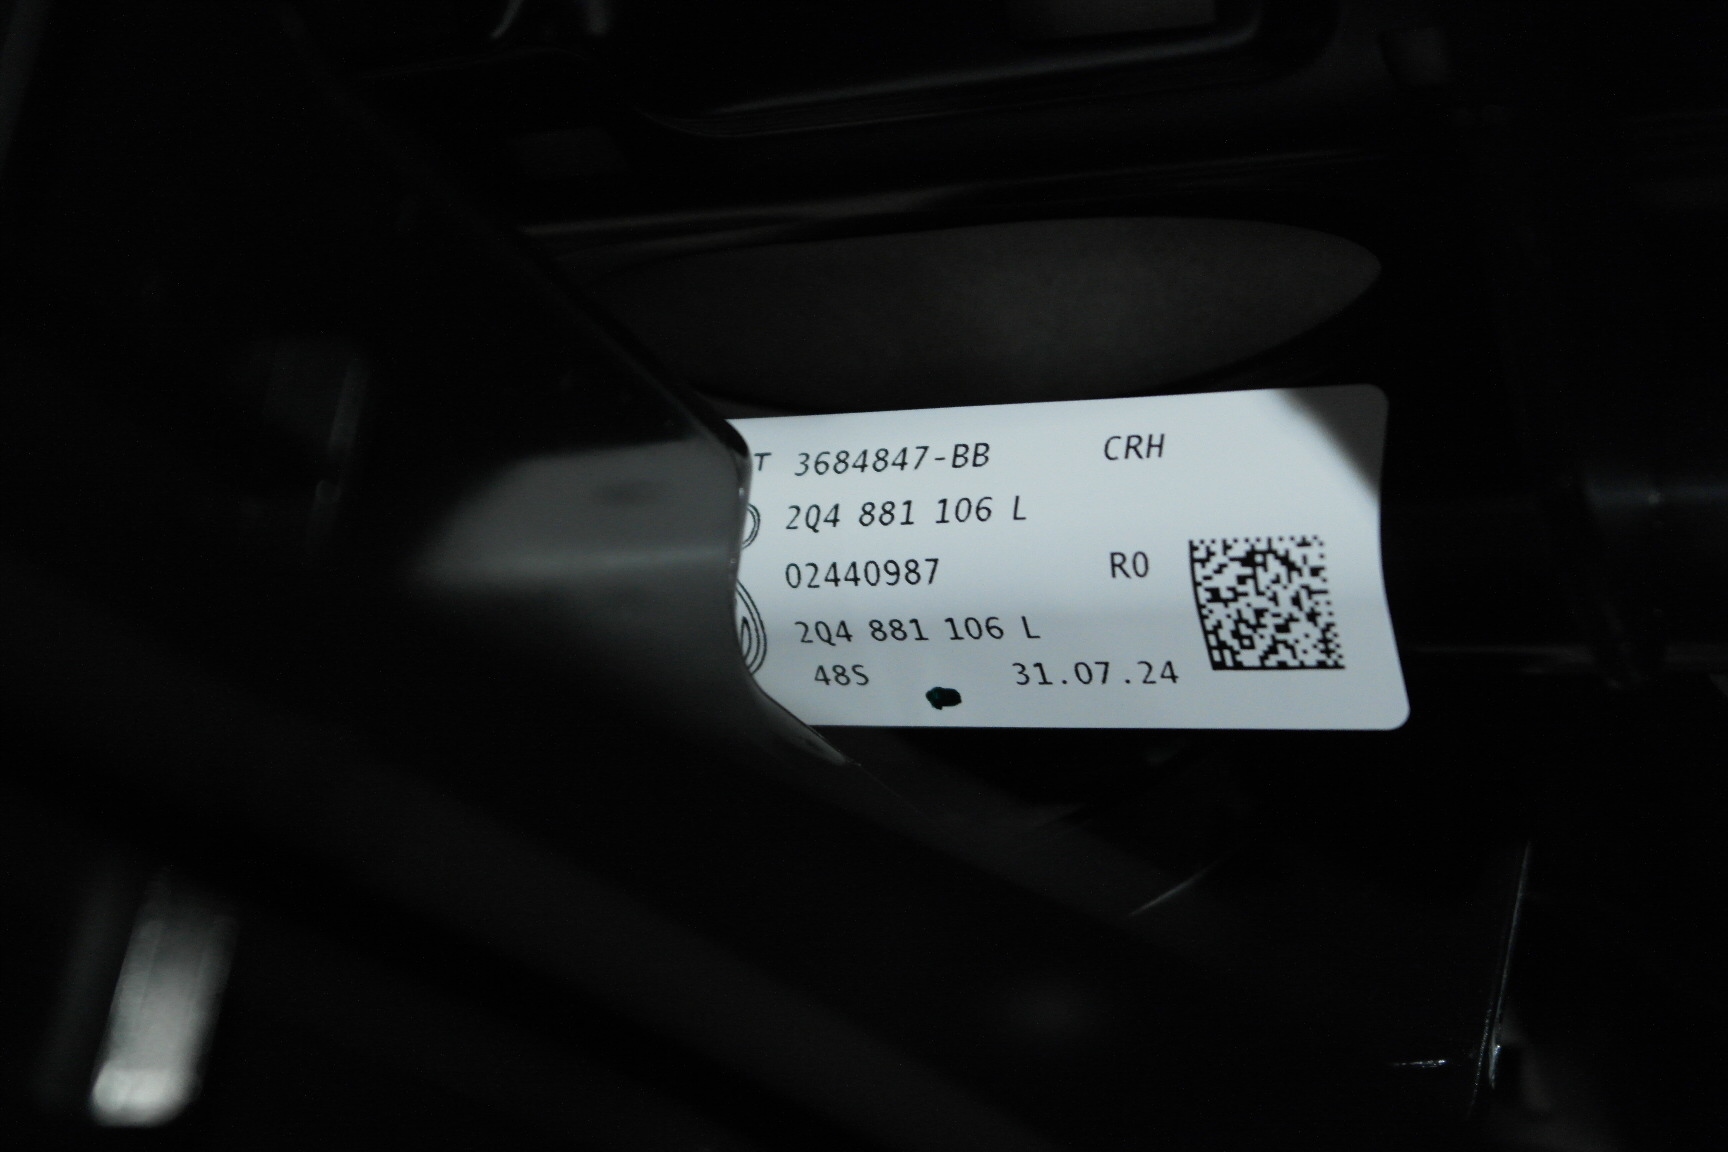 T 3684847-BB CRH
2Q4 881 106 L
02440987 R0
2Q4 881 106 L
48S 31.07.24